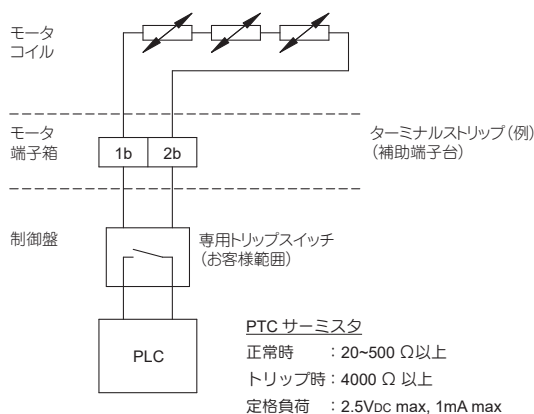 モータ
コイル
モータ
端子箱
1b 2b
ターミナルストリップ（例）
（補助端子台）
制御盤
専用トリップスイッチ
（お客様範囲）
PLC
PTC サーミスタ
正常時 ：20~500 Ω以上
トリップ時：4000 Ω 以上
定格負荷 ：2.5VDC max, 1mA max